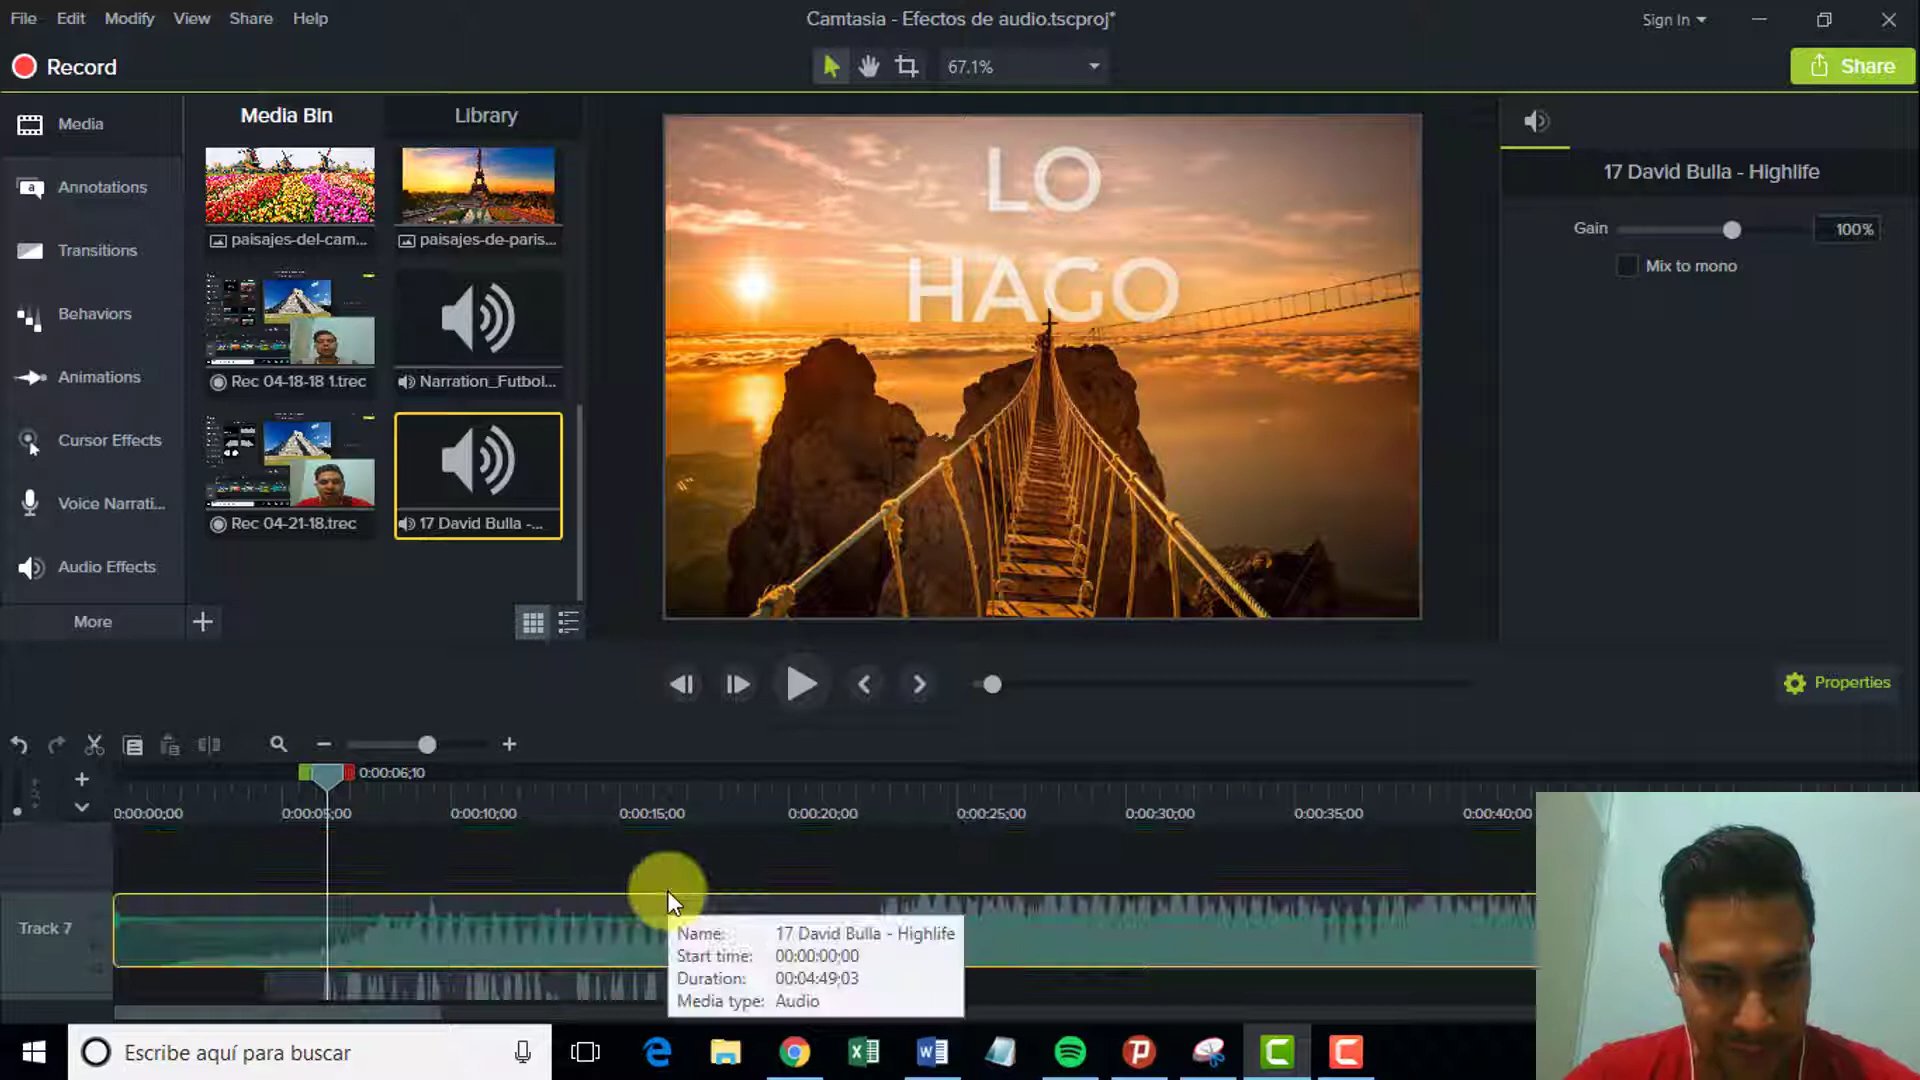 File Edit Modify View Share Help
Camtasia - Efectos de audio.tscproj*
Sign In
Record
67.1%
Share
Media
Annotations
Transitions
Behaviors
Animations
Cursor Effects
Voice Narrati...
Audio Effects
More
Media Bin
Library
paisajes-del-cam...
paisajes-de-paris...
Rec 04-18-18 1.trec
Narration_Futbol...
Rec 04-21-18.trec
17 David Bulla -...
LO
HAGO
17 David Bulla - Highlife
Gain
100%
Mix to mono
Properties
0:00:06;10
0:00:00;00 0:00:05;00 0:00:10;00 0:00:15;00 0:00:20;00 0:00:25;00 0:00:30;00 0:00:35;00 0:00:40;00
Track 7
Name: 17 David Bulla - Highlife
Start time: 00:00:00;00
Duration: 00:04:49;03
Media type: Audio
Escribe aquí para buscar